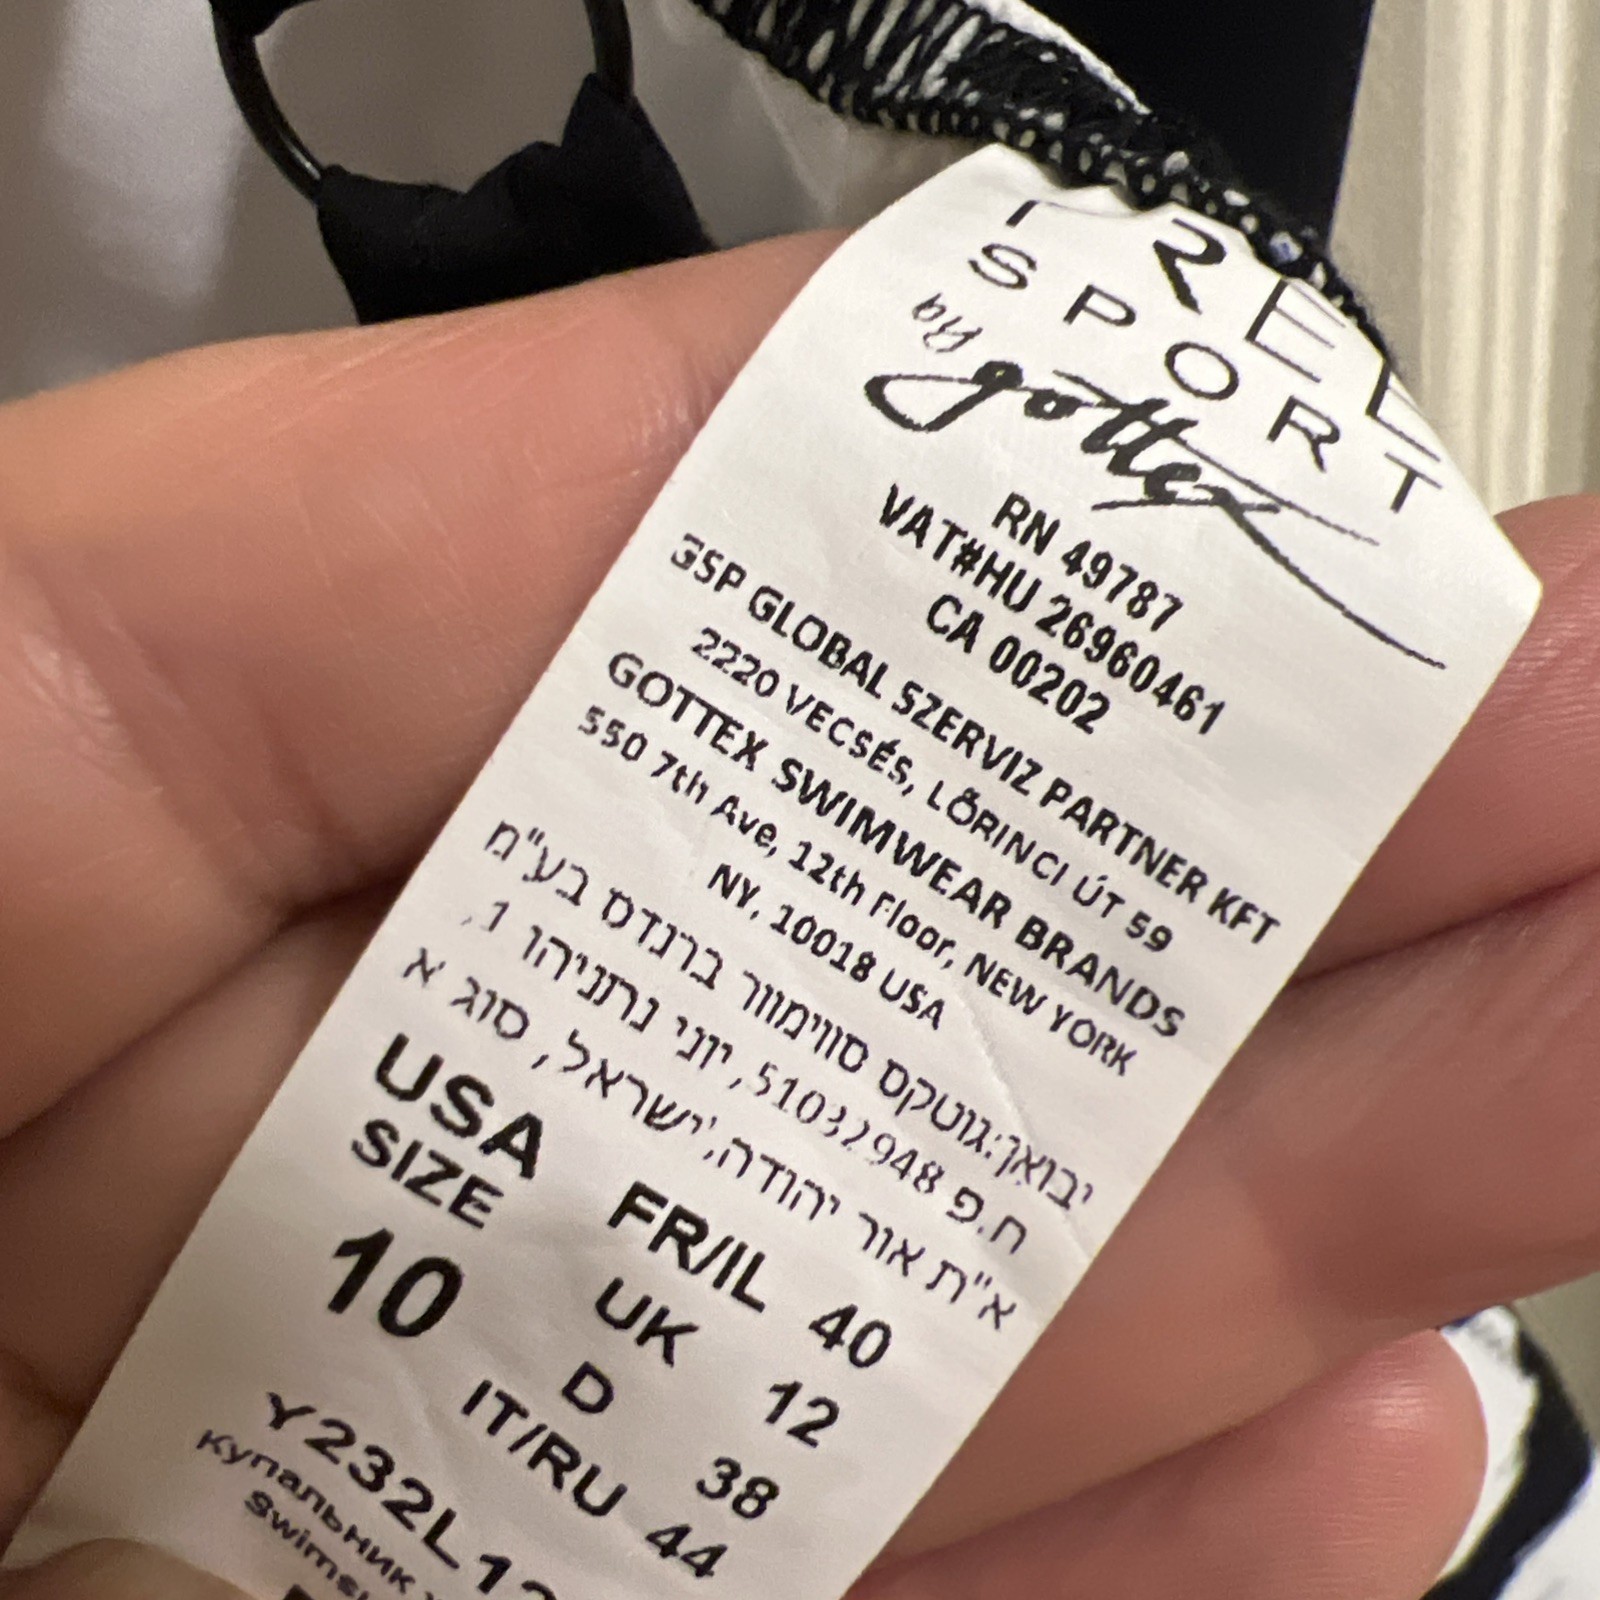 FREE
SPORT
by gottex
RN 49787
VAT#HU 26960461
CA 00202
GSP GLOBAL SZERVIZ PARTNER KFT
2220 VECSÉS, LŐRINCI ÚT 59
GOTTEX SWIMWEAR BRANDS
550 7th Ave, 12th Floor, NEW YORK
NY, 10018 USA
יבואן:גוטקס סווימוור ברנדס בע"מ
ח.פ 51032948, יוני נתניהו 1,
א"ת אור יהודה, ישראל, סוג א
USA SIZE 10
FR/IL 40
UK 12
D 38
IT/RU 44
Y232L12
Купальник